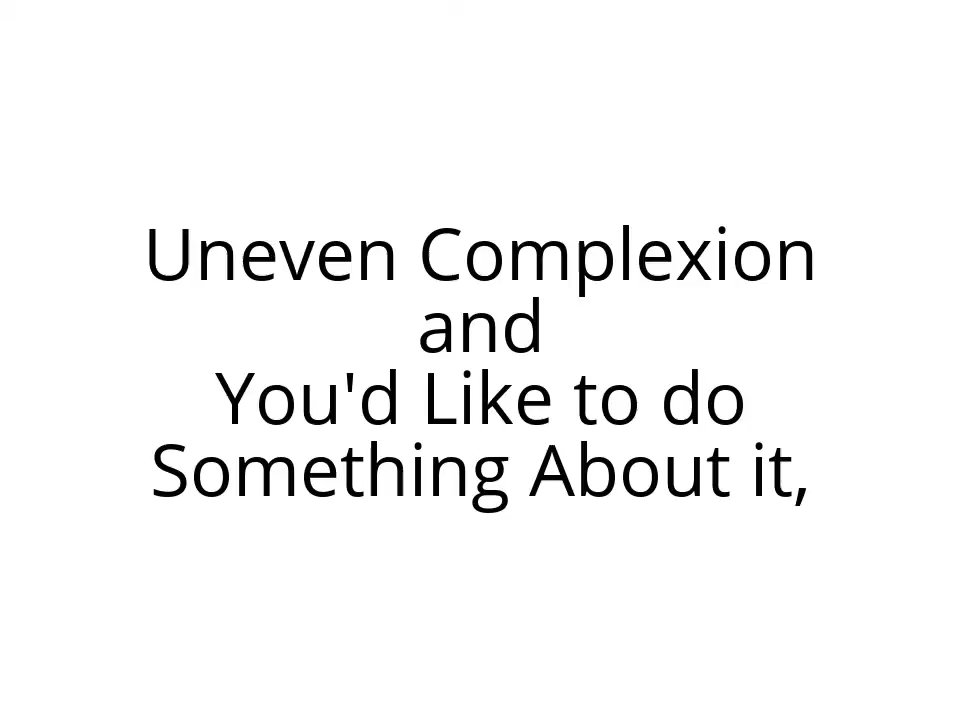 Uneven Complexion
and
You'd Like to do
Something About it,